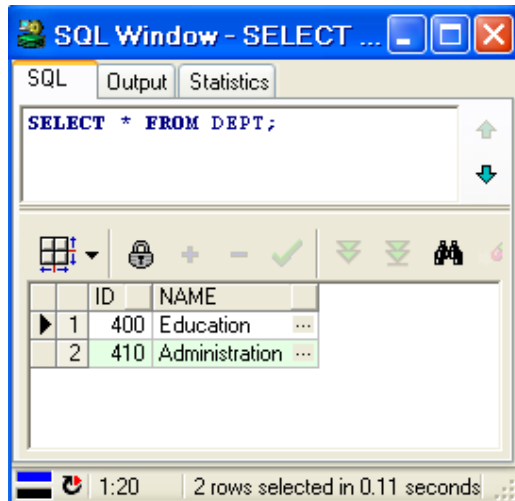 SQL Window - SELECT ...
SQL Output Statistics
SELECT * FROM DEPT;
ID NAME
1 400 Education ...
2 410 Administration ...
1:20 2 rows selected in 0.11 seconds